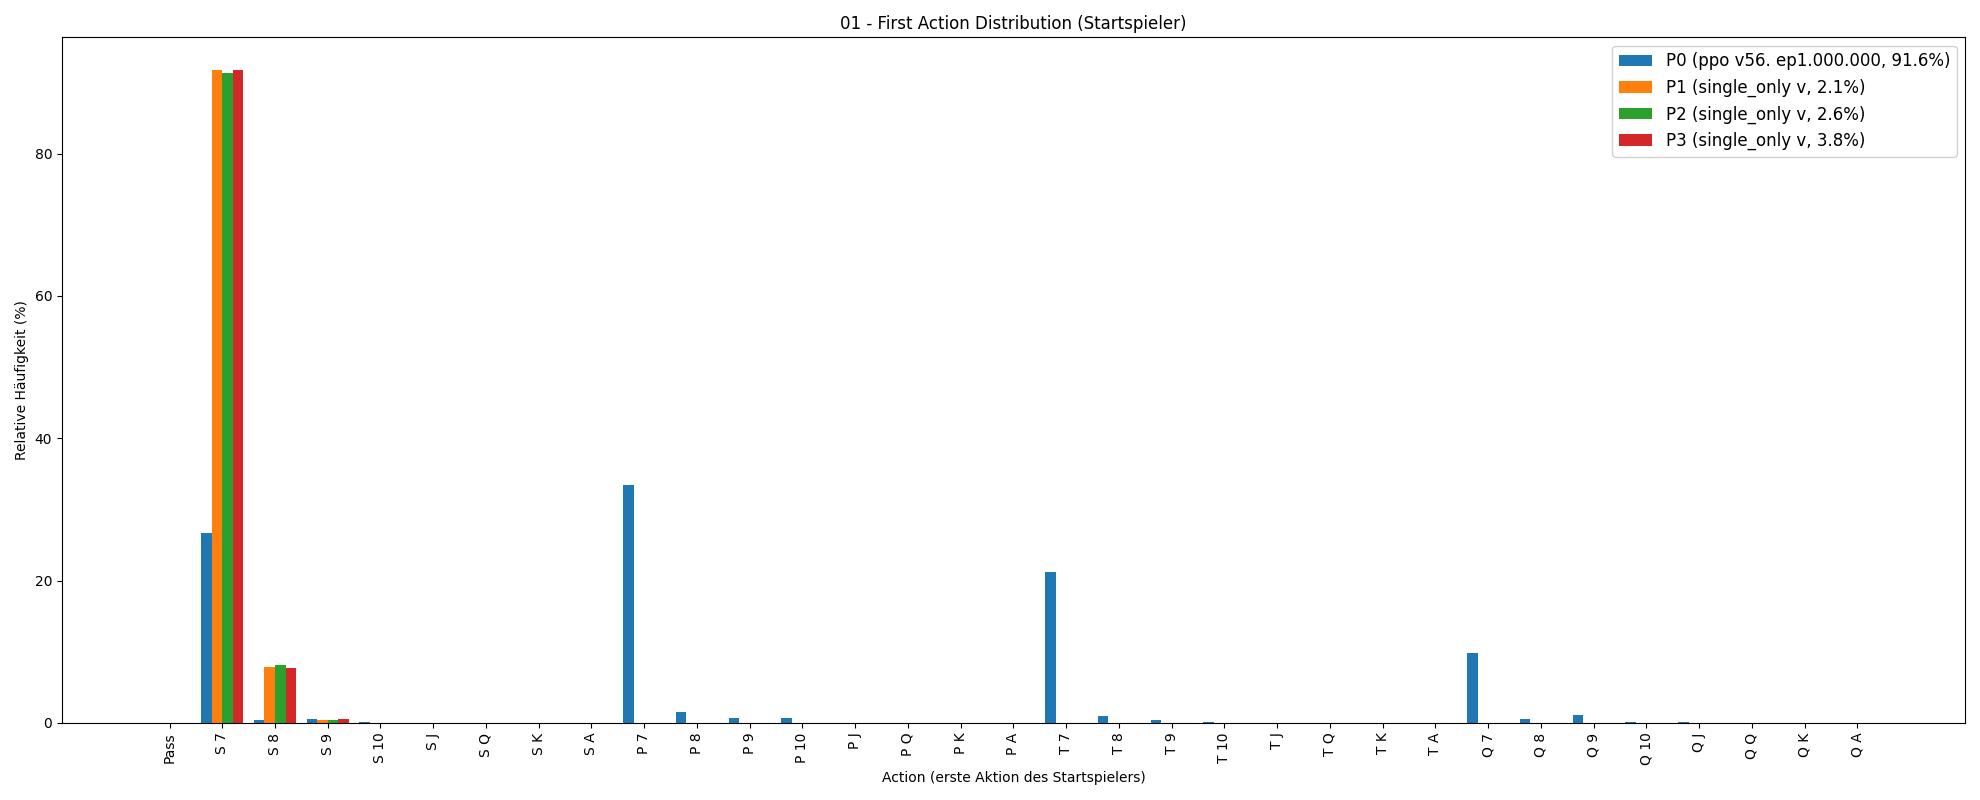 01 - First Action Distribution (Startspieler)
P0 (ppo v56. ep1.000.000, 91.6%)
P1 (single_only v, 2.1%)
P2 (single_only v, 2.6%)
P3 (single_only v, 3.8%)
Relative Häufigkeit (%)
80
60
40
20
0
Pass
S 7
S 8
S 9
S 10
S J
S Q
S K
S A
P 7
P 8
P 9
P 10
P J
P Q
P K
P A
T 7
T 8
T 9
T 10
T J
T Q
T K
T A
Q 7
Q 8
Q 9
Q 10
Q J
Q Q
Q K
Q A
Action (erste Aktion des Startspielers)